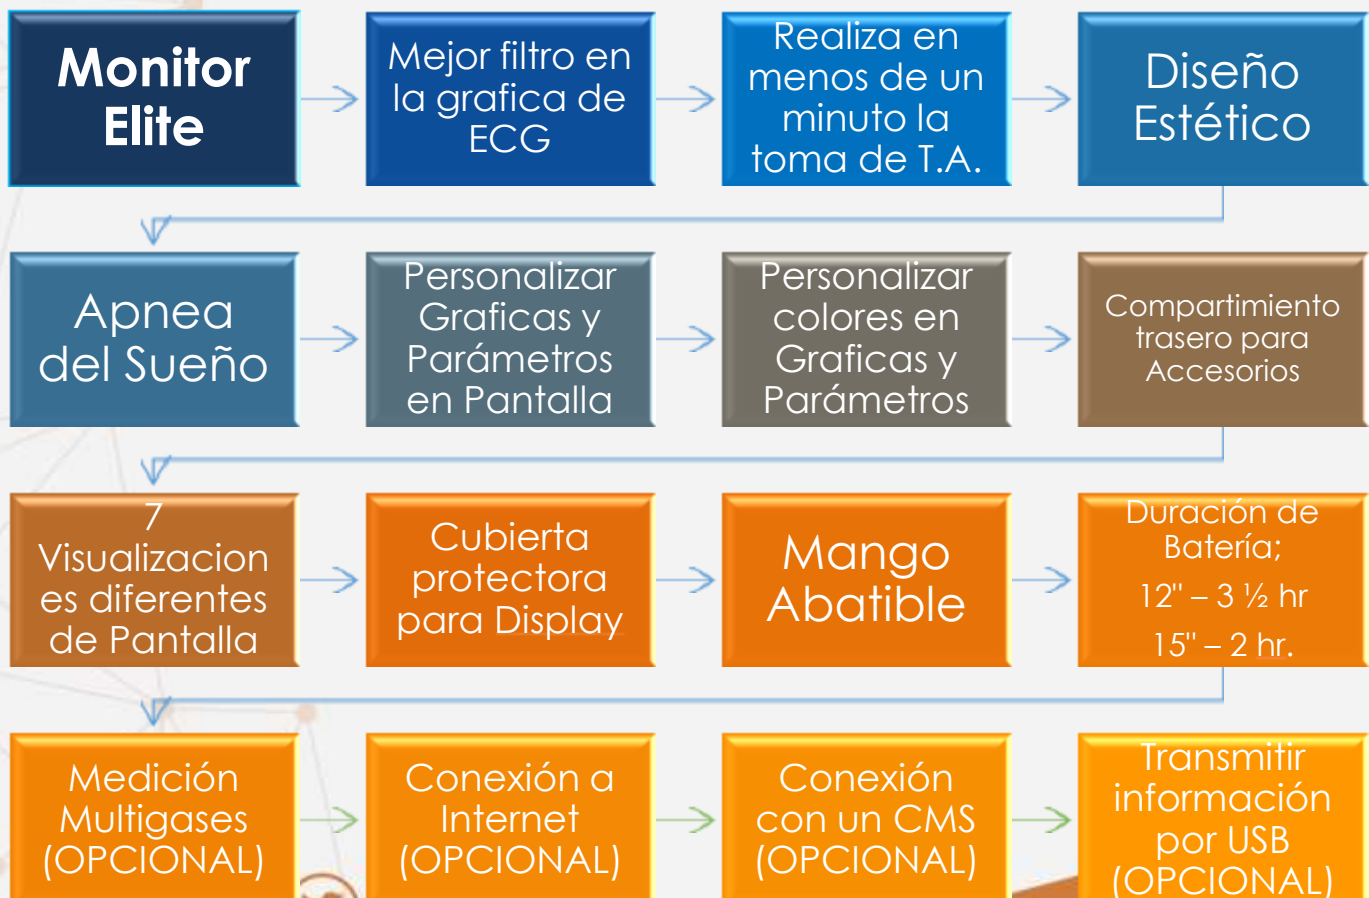 Monitor
Elite
Mejor filtro en
la grafica de
ECG
Realiza en
menos de un
minuto la
toma de T.A.
Diseño
Estético
Apnea
del Sueño
Personalizar
Graficas y
Parámetros
en Pantalla
Personalizar
colores en
Graficas y
Parámetros
Compartimiento
trasero para
Accesorios
7
Visualizacion
es diferentes
de Pantalla
Cubierta
protectora
para Display
Mango
Abatible
Duración de
Batería;
12" – 3 ½ hr
15" – 2 hr.
Medición
Multigases
(OPCIONAL)
Conexión a
Internet
(OPCIONAL)
Conexión
con un CMS
(OPCIONAL)
Transmitir
información
por USB
(OPCIONAL)